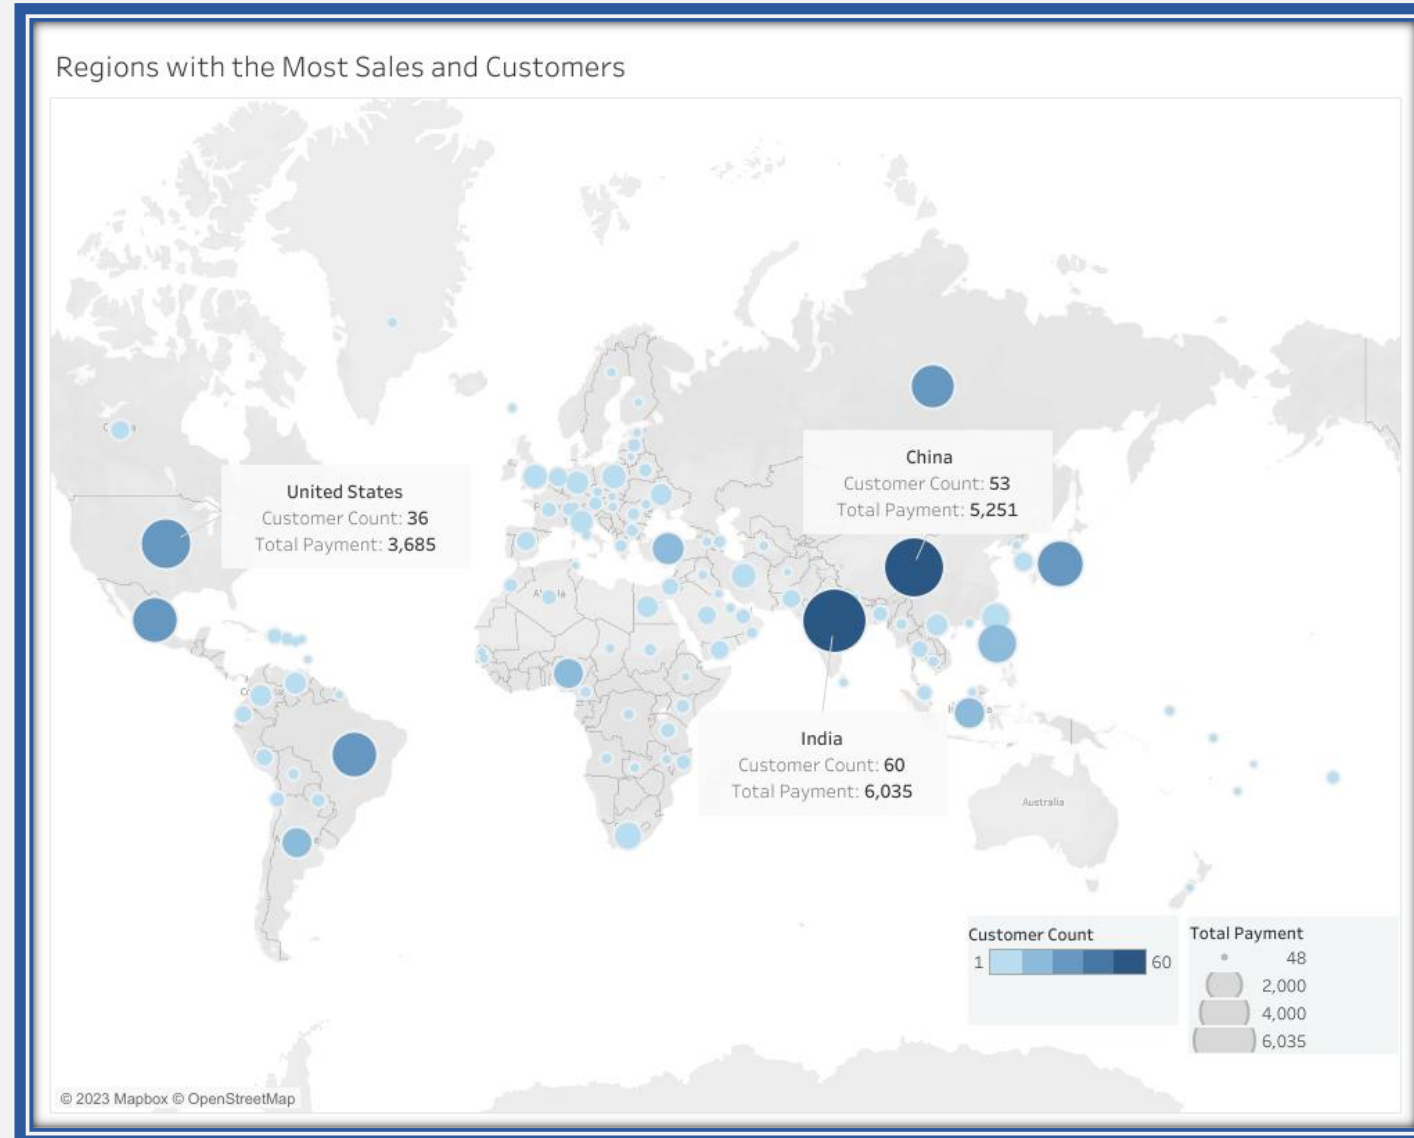 Regions with the Most Sales and Customers
United States
Customer Count: 36
Total Payment: 3,685
China
Customer Count: 53
Total Payment: 5,251
India
Customer Count: 60
Total Payment: 6,035
Australia
Customer Count
1 60
Total Payment
48
2,000
4,000
6,035
© 2023 Mapbox © OpenStreetMap